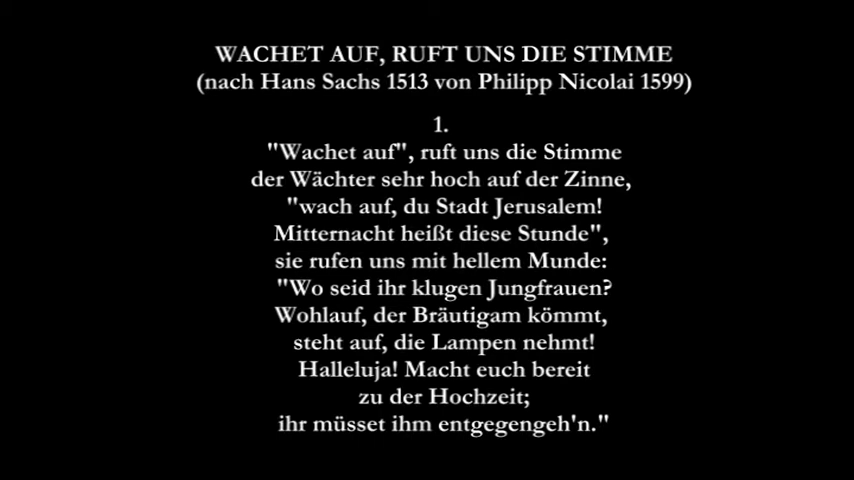 WACHET AUF, RUFT UNS DIE STIMME
(nach Hans Sachs 1513 von Philipp Nicolai 1599)
1.
"Wachet auf", ruft uns die Stimme
der Wächter sehr hoch auf der Zinne,
"wach auf, du Stadt Jerusalem!
Mitternacht heißt diese Stunde",
sie rufen uns mit hellem Munde:
"Wo seid ihr klugen Jungfrauen?
Wohlauf, der Bräutigam kömmt,
steht auf, die Lampen nehmt!
Halleluja! Macht euch bereit
zu der Hochzeit;
ihr müsset ihm entgegengeh'n."